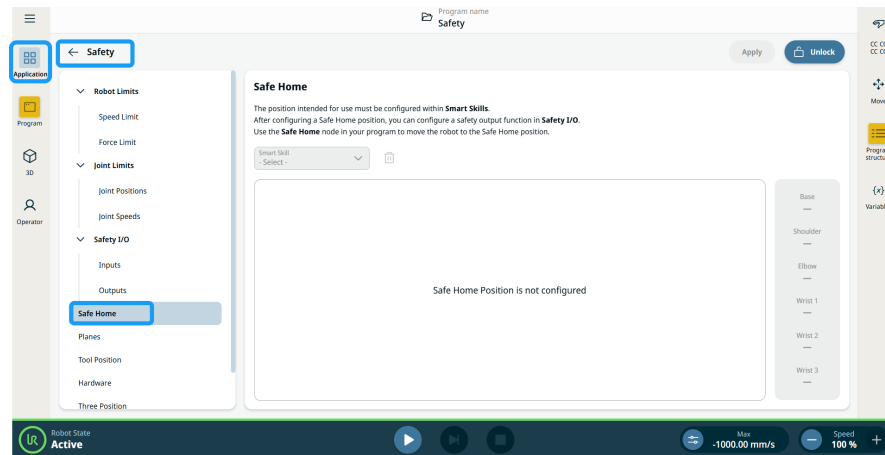 Program name
Safety
Safety
Apply
Unlock
Application
Program
3D
Operator
Robot Limits
Speed Limit
Force Limit
Joint Limits
Joint Positions
Joint Speeds
Safety I/O
Inputs
Outputs
Safe Home
Planes
Tool Position
Hardware
Three Position
Safe Home
The position intended for use must be configured within Smart Skills.
After configuring a Safe Home position, you can configure a safety output function in Safety I/O.
Use the Safe Home node in your program to move the robot to the Safe Home position.
Smart Skill
- Select -
Safe Home Position is not configured
Base
—
Shoulder
—
Elbow
—
Wrist 1
—
Wrist 2
—
Wrist 3
—
Move
{x}
Robot State
Active
Max
-1000.00 mm/s
Speed
100 %